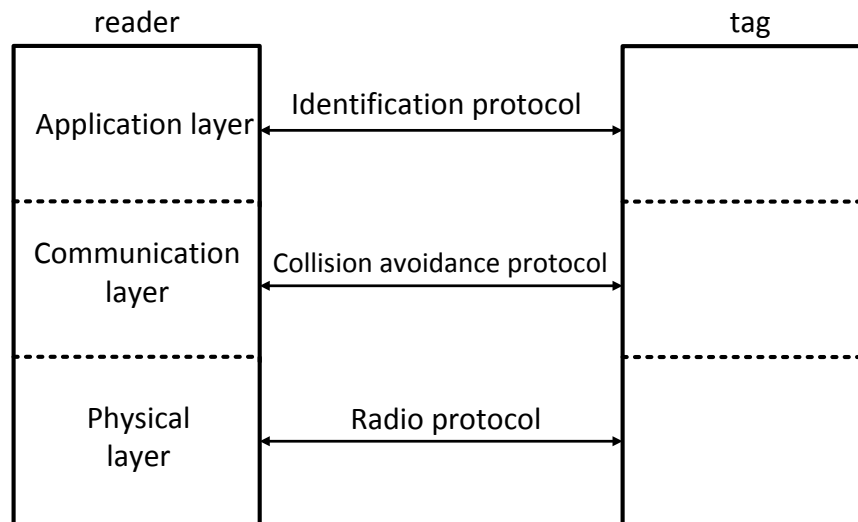 reader
tag
Application layer
Identification protocol
Communication
layer
Collision avoidance protocol
Physical
layer
Radio protocol